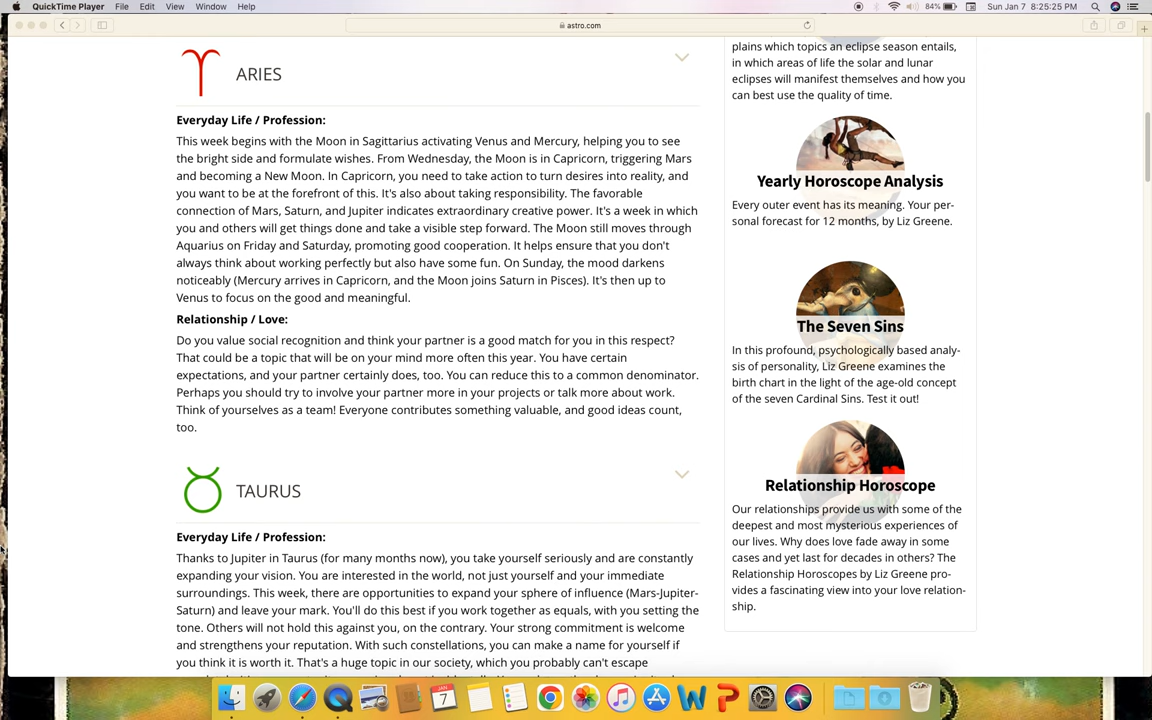 QuickTime Player File Edit View Window Help 84% Sun Jan 7 8:25:25 PM
astro.com
ARIES
Everyday Life / Profession:
This week begins with the Moon in Sagittarius activating Venus and Mercury, helping you to see
the bright side and formulate wishes. From Wednesday, the Moon is in Capricorn, triggering Mars
and becoming a New Moon. In Capricorn, you need to take action to turn desires into reality, and
you want to be at the forefront of this. It's also about taking responsibility. The favorable
connection of Mars, Saturn, and Jupiter indicates extraordinary creative power. It's a week in which
you and others will get things done and take a visible step forward. The Moon still moves through
Aquarius on Friday and Saturday, promoting good cooperation. It helps ensure that you don't
always think about working perfectly but also have some fun. On Sunday, the mood darkens
noticeably (Mercury arrives in Capricorn, and the Moon joins Saturn in Pisces). It's then up to
Venus to focus on the good and meaningful.
Relationship / Love:
Do you value social recognition and think your partner is a good match for you in this respect?
That could be a topic that will be on your mind more often this year. You have certain
expectations, and your partner certainly does, too. You can reduce this to a common denominator.
Perhaps you should try to involve your partner more in your projects or talk more about work.
Think of yourselves as a team! Everyone contributes something valuable, and good ideas count,
too.
TAURUS
Everyday Life / Profession:
Thanks to Jupiter in Taurus (for many months now), you take yourself seriously and are constantly
expanding your vision. You are interested in the world, not just yourself and your immediate
surroundings. This week, there are opportunities to expand your sphere of influence (Mars-Jupiter-
Saturn) and leave your mark. You'll do this best if you work together as equals, with you setting the
tone. Others will not hold this against you, on the contrary. Your strong commitment is welcome
and strengthens your reputation. With such constellations, you can make a name for yourself if
you think it is worth it. That's a huge topic in our society, which you probably can't escape
plains which topics an eclipse season entails,
in which areas of life the solar and lunar
eclipses will manifest themselves and how you
can best use the quality of time.
Yearly Horoscope Analysis
Every outer event has its meaning. Your per-
sonal forecast for 12 months, by Liz Greene.
The Seven Sins
In this profound, psychologically based analy-
sis of personality, Liz Greene examines the
birth chart in the light of the age-old concept
of the seven Cardinal Sins. Test it out!
Relationship Horoscope
Our relationships provide us with some of the
deepest and most mysterious experiences of
our lives. Why does love fade away in some
cases and yet last for decades in others? The
Relationship Horoscopes by Liz Greene pro-
vides a fascinating view into your love relation-
ship.
JAN
7